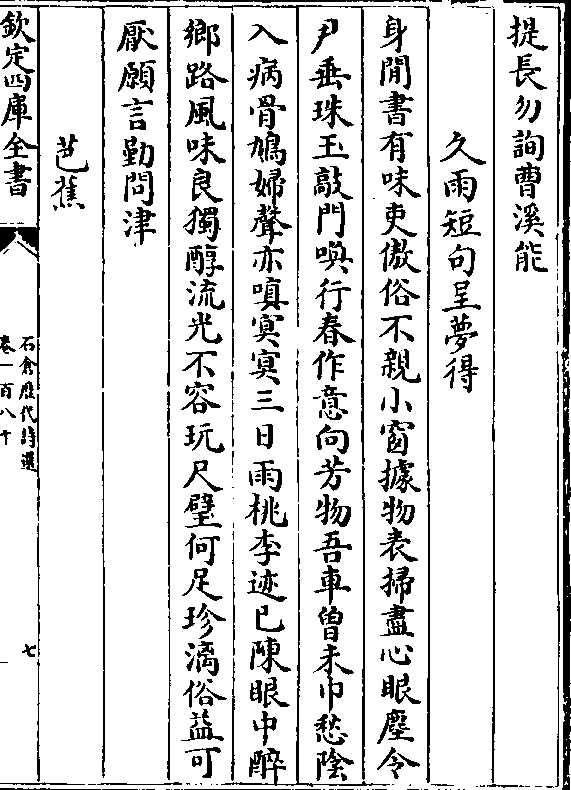 提長勿詢曹溪能
久雨短句呈夢得
身閒書有味吏傲俗不親小窗據物表掃盡心眼塵令
尹垂珠玉敲門喚行春作意向芳物吾車曽未巾愁陰
入病骨鳩婦聲亦嗔冥冥三日雨桃李迹已陳眼中醉
鄉路風味良獨醇流光不容玩尺璧何足珍漓俗益可
厭願言勤問津
芭蕉
欽定四庫全書
石倉歴代詩選
卷一百八十
七